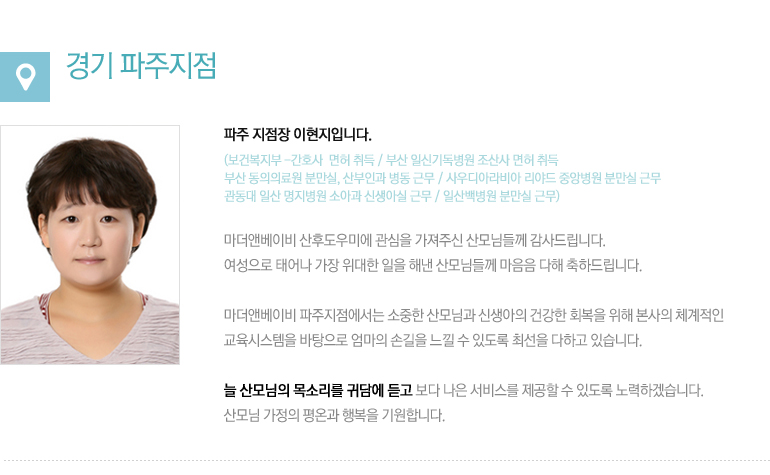 경기 파주지점
파주 지점장 이현지입니다.
(보건복지부 –간호사 면허 취득 / 부산 일신기독병원 조산사 면허 취득
부산 동의의료원 분만실, 산부인과 병동 근무 / 사우디아라비아 리야드 중앙병원 분만실 근무
관동대 일산 명지병원 소아과 신생아실 근무 / 일산백병원 분만실 근무)
마더앤베이비 산후도우미에 관심을 가져주신 산모님들께 감사드립니다.
여성으로 태어나 가장 위대한 일을 해낸 산모님들께 마음음 다해 축하드립니다.
마더앤베이비 파주지점에서는 소중한 산모님과 신생아의 건강한 회복을 위해 본사의 체계적인
교육시스템을 바탕으로 엄마의 손길을 느낄 수 있도록 최선을 다하고 있습니다.
늘 산모님의 목소리를 귀담에 듣고 보다 나은 서비스를 제공할 수 있도록 노력하겠습니다.
산모님 가정의 평온과 행복을 기원합니다.